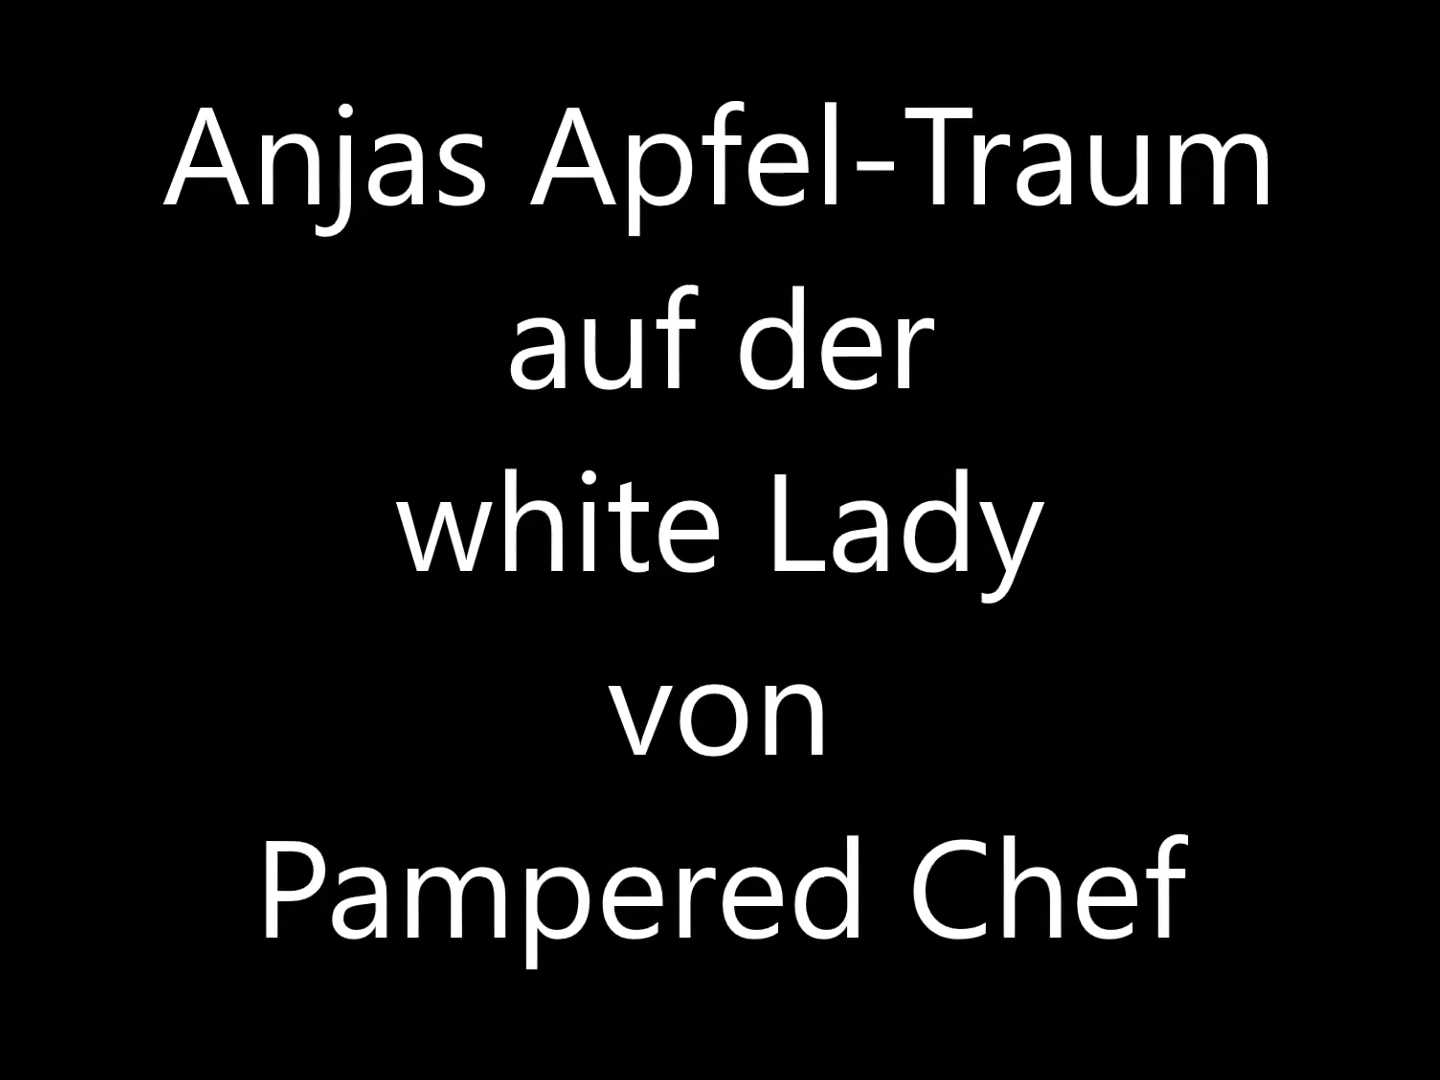 Anjas Apfel-Traum
auf der
white Lady
von
Pampered Chef